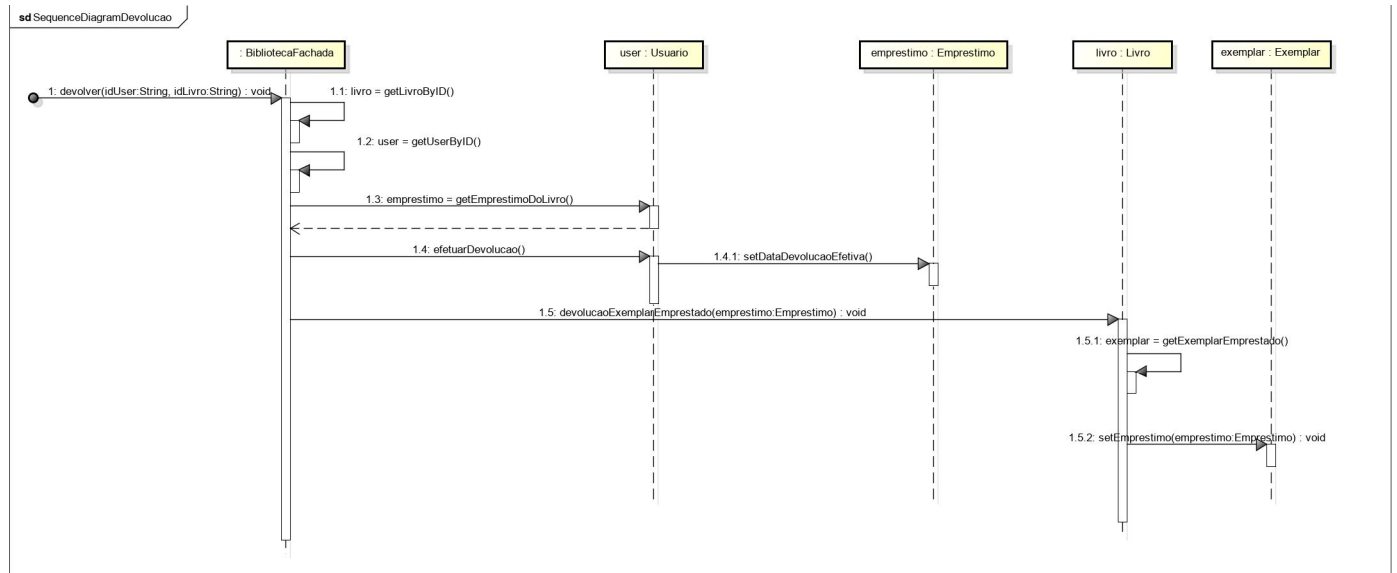 sd SequenceDiagramDevolucao
: BibliotecaFachada
user : Usuario
emprestimo : Emprestimo
livro : Livro
exemplar : Exemplar
1: devolver(idUser:String, idLivro:String) : void
1.1: livro = getLivroByID()
1.2: user = getUserByID()
1.3: emprestimo = getEmprestimoDoLivro()
1.4: efetuarDevolucao()
1.4.1: setDataDevolucaoEfetiva()
1.5: devolucaoExemplarEmprestado(emprestimo:Emprestimo) : void
1.5.1: exemplar = getExemplarEmprestado()
1.5.2: setEmprestimo(emprestimo:Emprestimo) : void